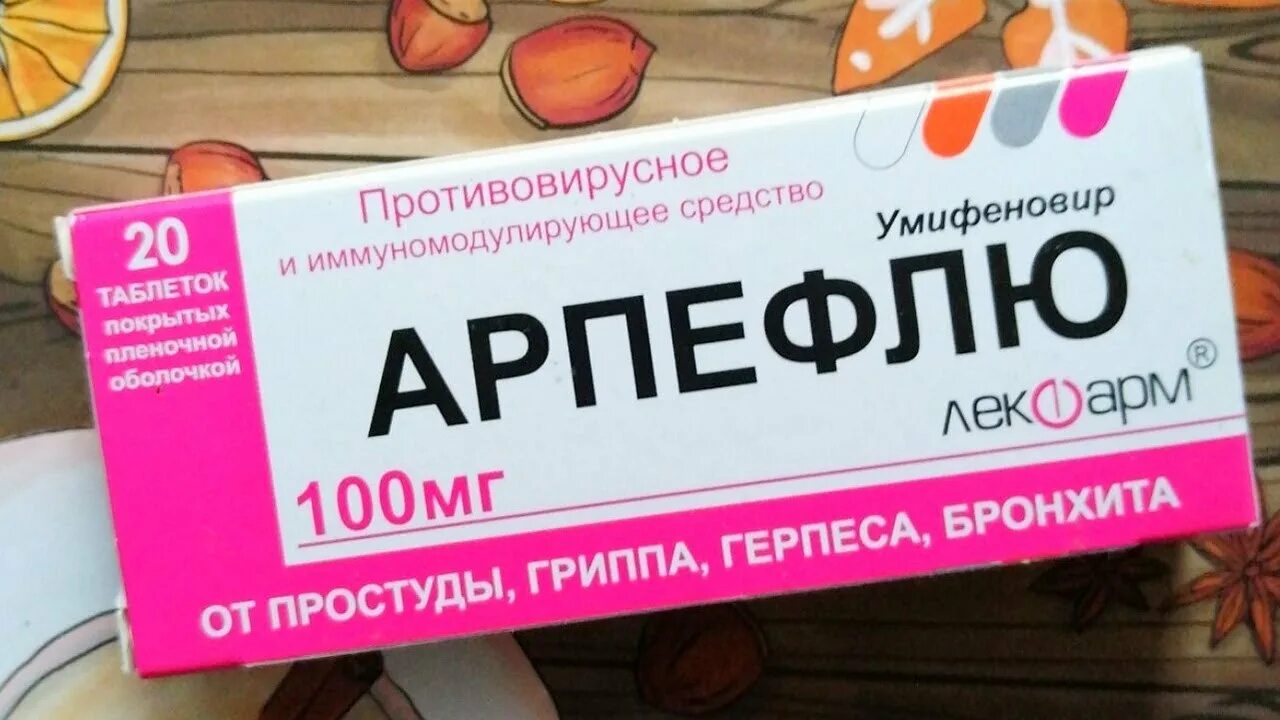 20
ТАБЛЕТОК
покрытых
пленочной
оболочкой
Противовирусное
и иммуномодулирующее средство
Умифеновир
АРПЕФЛЮ
лекФарм®
100мг
ОТ ПРОСТУДЫ, ГРИППА, ГЕРПЕСА, БРОНХИТА